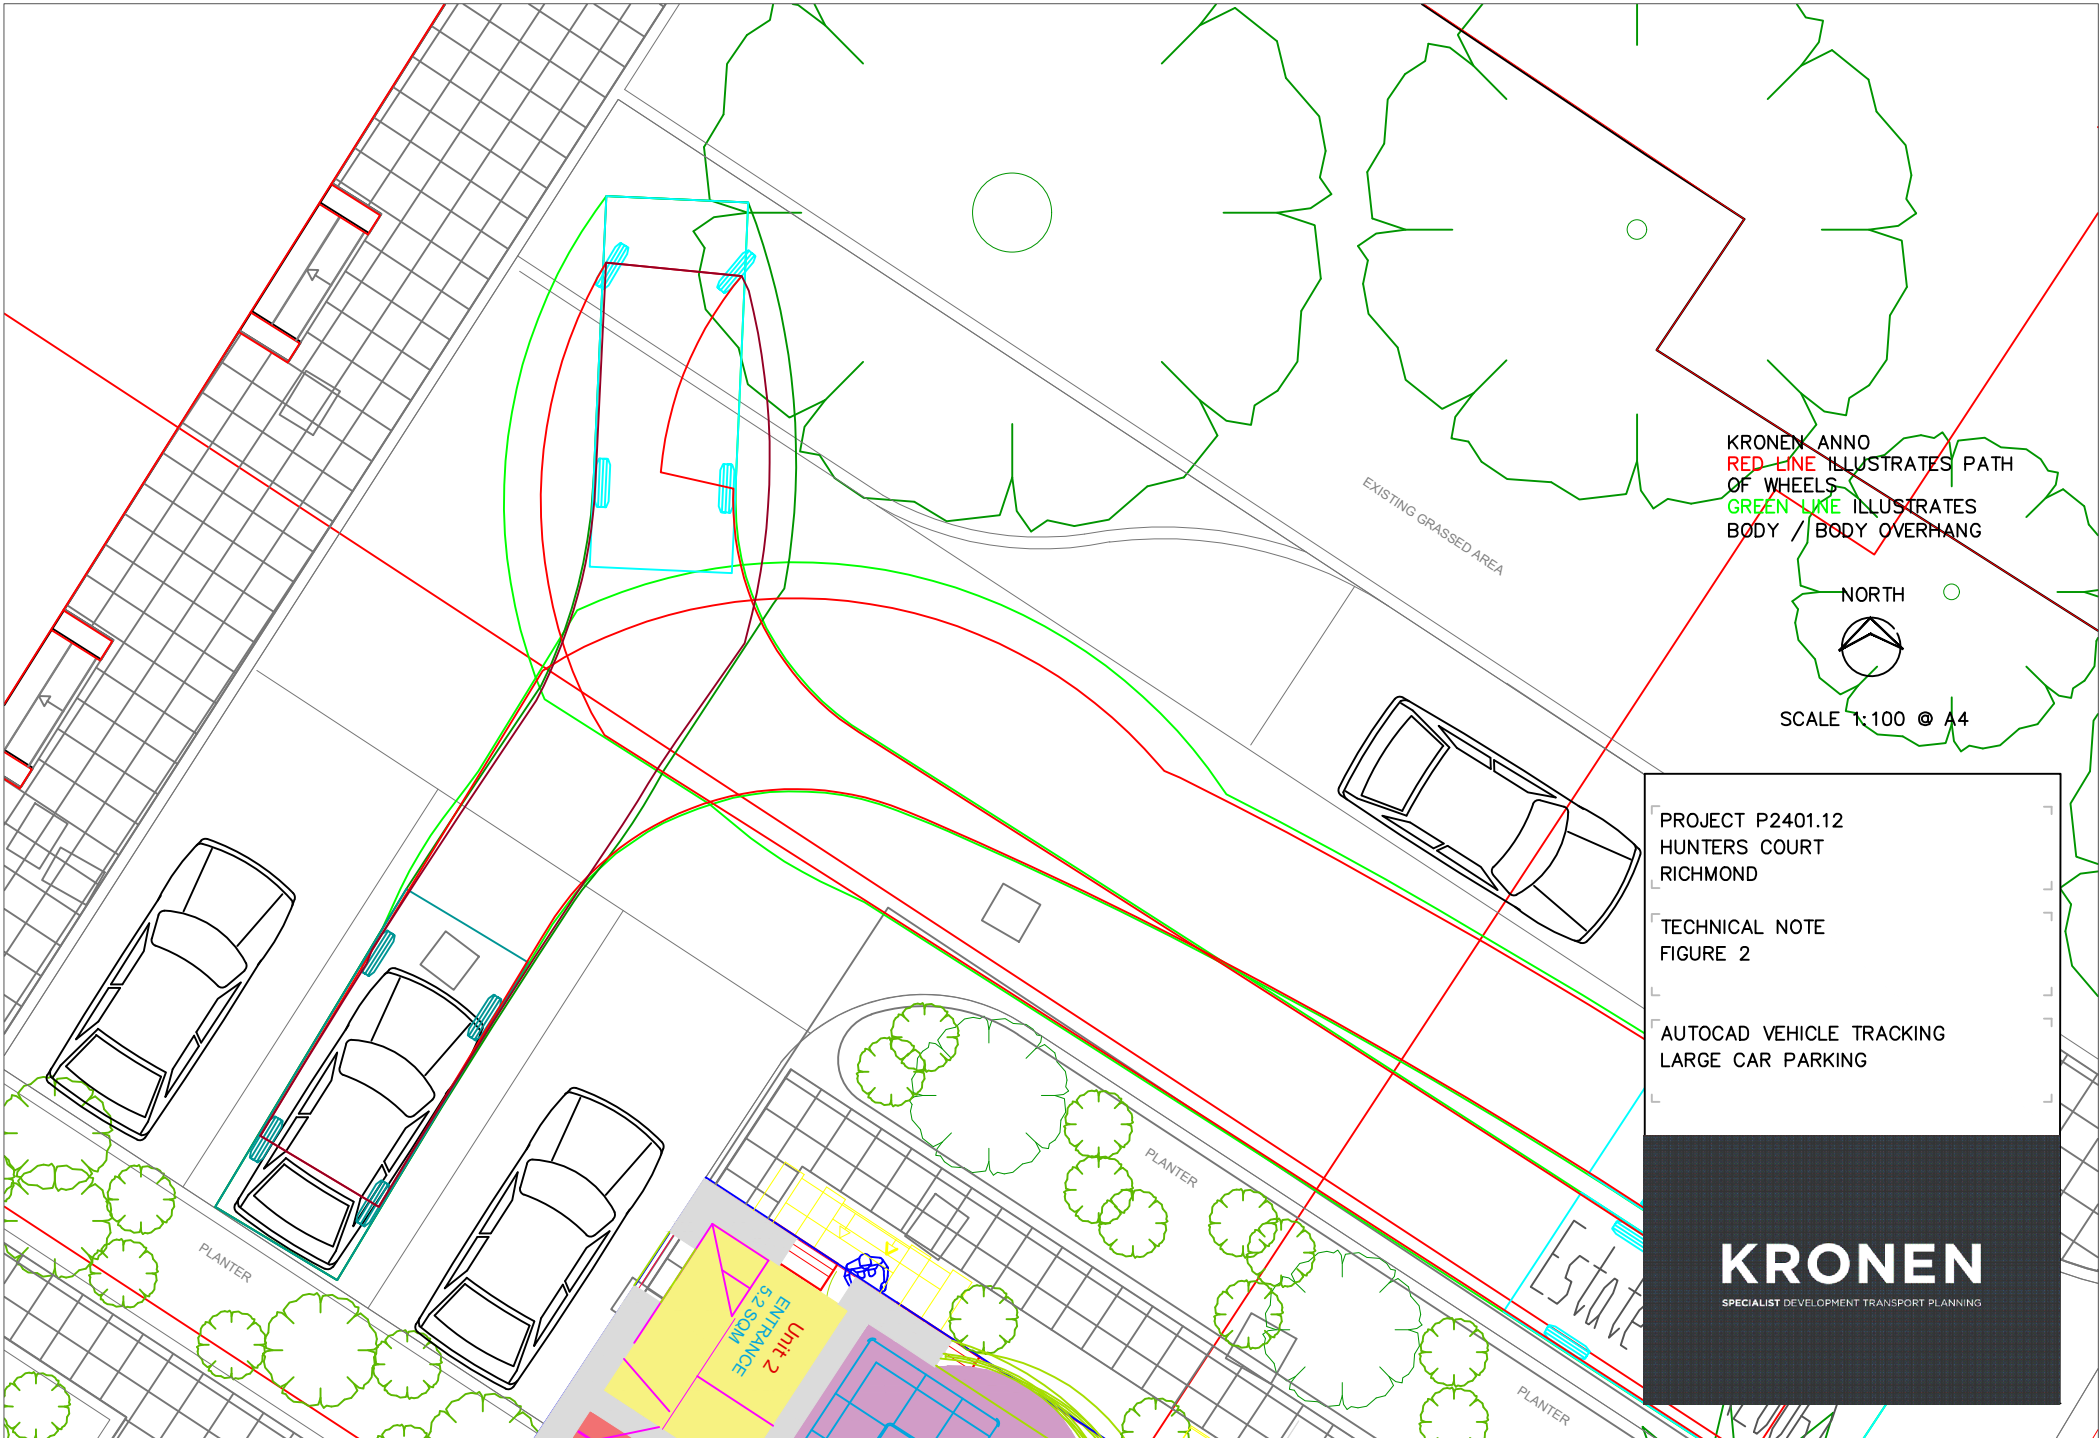 EXISTING GRASSED AREA
KRONEN ANNO
RED LINE ILLUSTRATES PATH
OF WHEELS
GREEN LINE ILLUSTRATES
BODY / BODY OVERHANG
NORTH
SCALE 1:100 @ A4
PROJECT P2401.12
HUNTERS COURT
RICHMOND
TECHNICAL NOTE
FIGURE 2
AUTOCAD VEHICLE TRACKING
LARGE CAR PARKING
KRONEN
SPECIALIST DEVELOPMENT TRANSPORT PLANNING
PLANTER
PLANTER
PLANTER
Estate
Unit 2
ENTRANCE
5.2 SQM